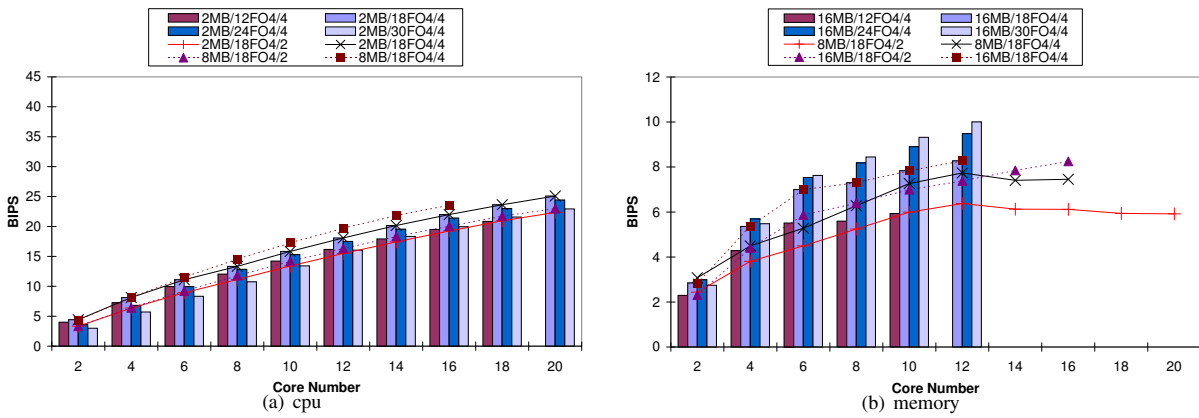 2MB/12FO4/4 2MB/18FO4/4
2MB/24FO4/4 2MB/30FO4/4
2MB/18FO4/2 2MB/18FO4/4
8MB/18FO4/2 8MB/18FO4/4
45
40
35
30
25
20
15
10
5
0
BIPS
2 4 6 8 10 12 14 16 18 20
Core Number
(a) cpu
16MB/12FO4/4 16MB/18FO4/4
16MB/24FO4/4 16MB/30FO4/4
8MB/18FO4/2 8MB/18FO4/4
16MB/18FO4/2 16MB/18FO4/4
12
10
8
6
4
2
0
BIPS
2 4 6 8 10 12 14 16 18 20
Core Number
(b) memory